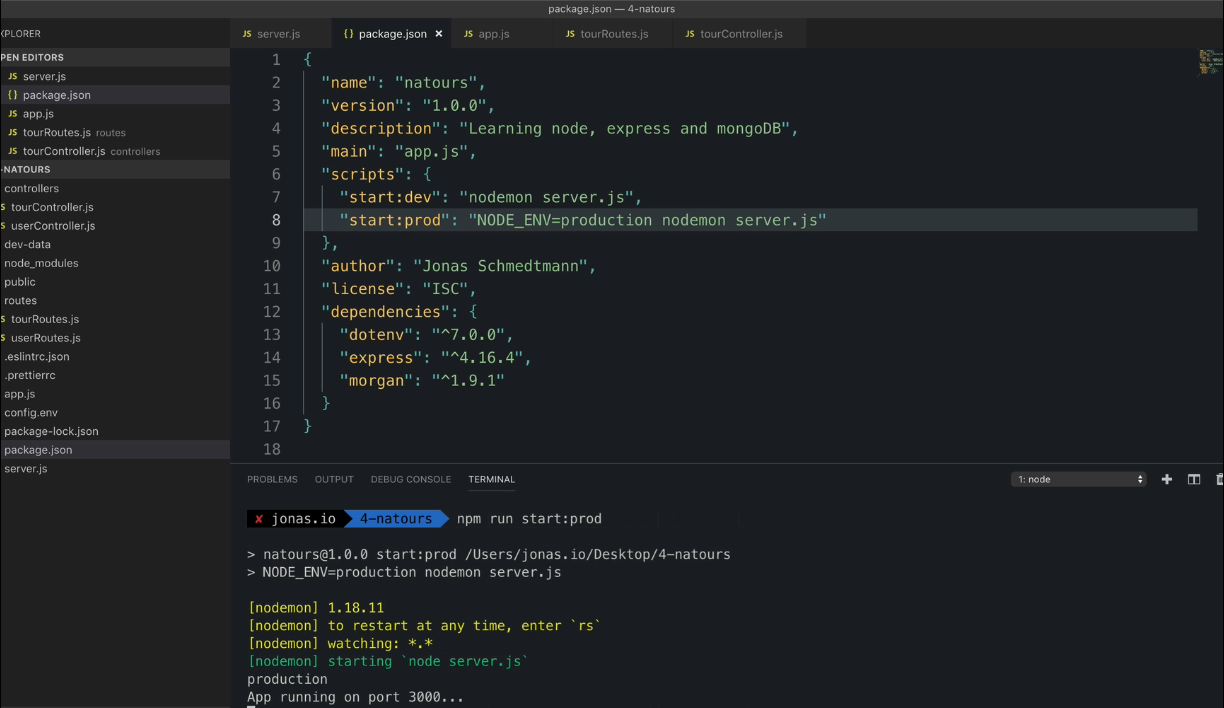 package.json — 4-natours
XPLORER
JS server.js
{} package.json ×
JS app.js
JS tourRoutes.js
JS tourController.js
PEN EDITORS
JS server.js
{} package.json
JS app.js
JS tourRoutes.js routes
JS tourController.js controllers
-NATOURS
controllers
S tourController.js
S userController.js
dev-data
node_modules
public
routes
S tourRoutes.js
S userRoutes.js
.eslintrc.json
.prettierrc
app.js
config.env
package-lock.json
package.json
server.js
1 {
2 "name": "natours",
3 "version": "1.0.0",
4 "description": "Learning node, express and mongoDB",
5 "main": "app.js",
6 "scripts": {
7 "start:dev": "nodemon server.js",
8 "start:prod": "NODE_ENV=production nodemon server.js"
9 },
10 "author": "Jonas Schmedtmann",
11 "license": "ISC",
12 "dependencies": {
13 "dotenv": "^7.0.0",
14 "express": "^4.16.4",
15 "morgan": "^1.9.1"
16 }
17 }
18
PROBLEMS OUTPUT DEBUG CONSOLE TERMINAL 1: node
✘ jonas.io 4-natours npm run start:prod
> natours@1.0.0 start:prod /Users/jonas.io/Desktop/4-natours
> NODE_ENV=production nodemon server.js
[nodemon] 1.18.11
[nodemon] to restart at any time, enter `rs`
[nodemon] watching: *.*
[nodemon] starting `node server.js`
production
App running on port 3000...